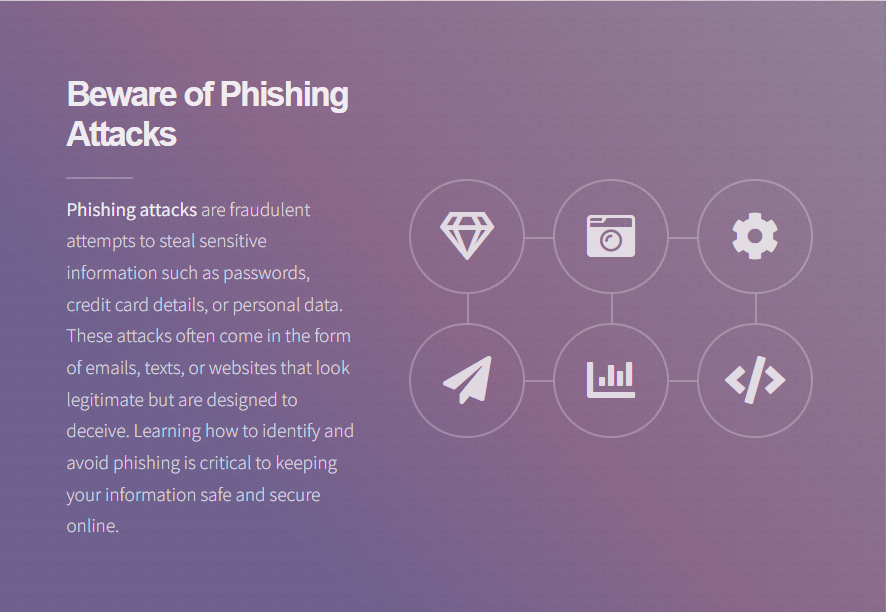 Beware of Phishing
Attacks
Phishing attacks are fraudulent
attempts to steal sensitive
information such as passwords,
credit card details, or personal data.
These attacks often come in the form
of emails, texts, or websites that look
legitimate but are designed to
deceive. Learning how to identify and
avoid phishing is critical to keeping
your information safe and secure
online.